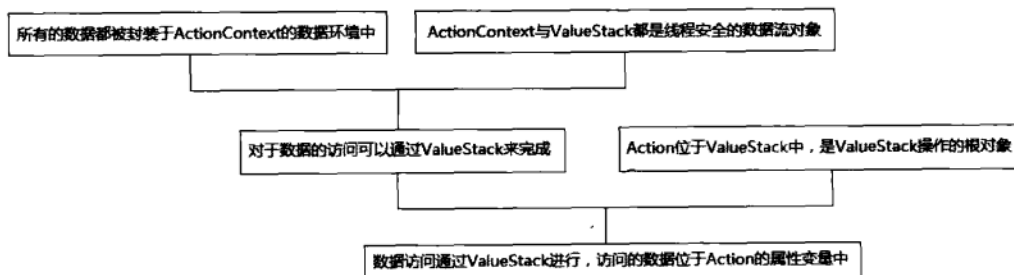 所有的数据都被封装于ActionContext的数据环境中
ActionContext与ValueStack都是线程安全的数据流对象
对于数据的访问可以通过ValueStack来完成
Action位于ValueStack中，是ValueStack操作的根对象
数据访问通过ValueStack进行，访问的数据位于Action的属性变量中